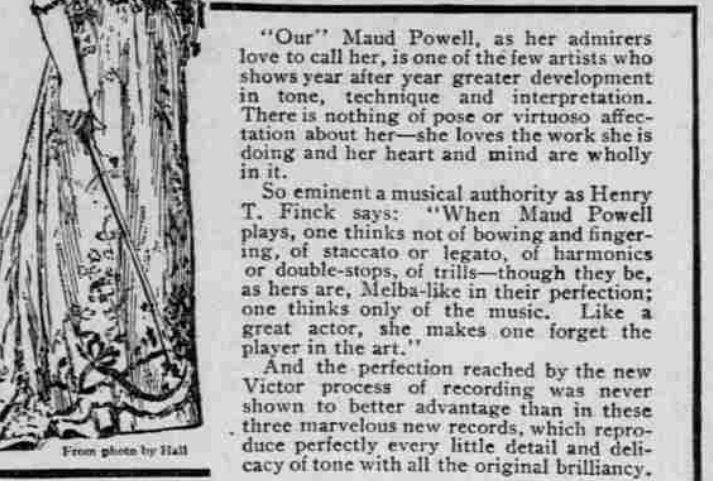 "Our" Maud Powell, as her admirers
love to call her, is one of the few artists who
shows year after year greater development
in tone, technique and interpretation.
There is nothing of pose or virtuoso affec-
tation about her—she loves the work she is
doing and her heart and mind are wholly
in it.
So eminent a musical authority as Henry
T. Finck says: "When Maud Powell
plays, one thinks not of bowing and finger-
ing, of staccato or legato, of harmonics
or double-stops, of trills—though they be,
as hers are, Melba-like in their perfection;
one thinks only of the music. Like a
great actor, she makes one forget the
player in the art."
And the perfection reached by the new
Victor process of recording was never
shown to better advantage than in these
three marvelous new records, which repro-
duce perfectly every little detail and deli-
cacy of tone with all the original brilliancy.
From photo by Hall